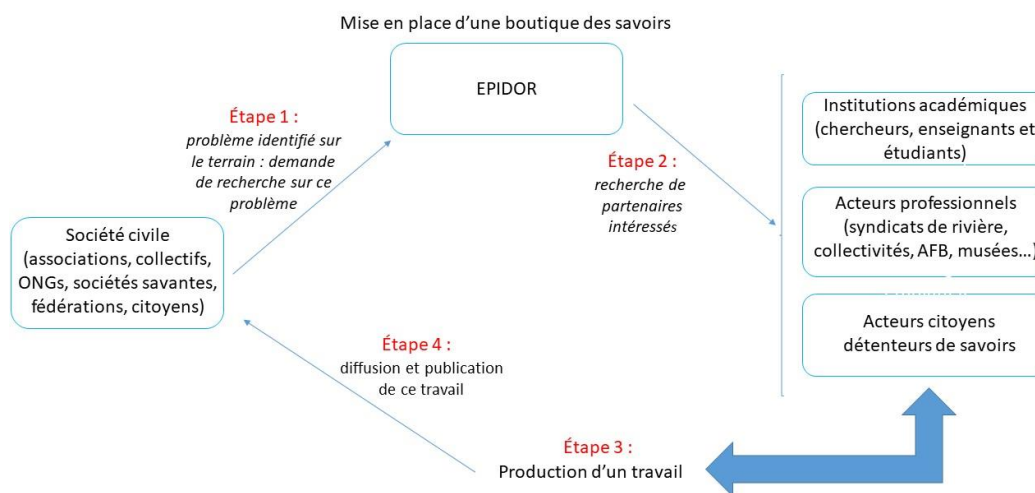 Mise en place d’une boutique des savoirs
EPIDOR
Étape 1 :
problème identifié sur
le terrain : demande
de recherche sur ce
problème
Étape 2 :
recherche de
partenaires
intéressés
Institutions académiques
(chercheurs, enseignants et
étudiants)
Acteurs professionnels
(syndicats de rivière,
collectivités, AFB, musées…)
Acteurs citoyens
détenteurs de savoirs
Société civile
(associations, collectifs,
ONGs, sociétés savantes,
fédérations, citoyens)
Étape 4 :
diffusion et publication
de ce travail
Étape 3 :
Production d’un travail